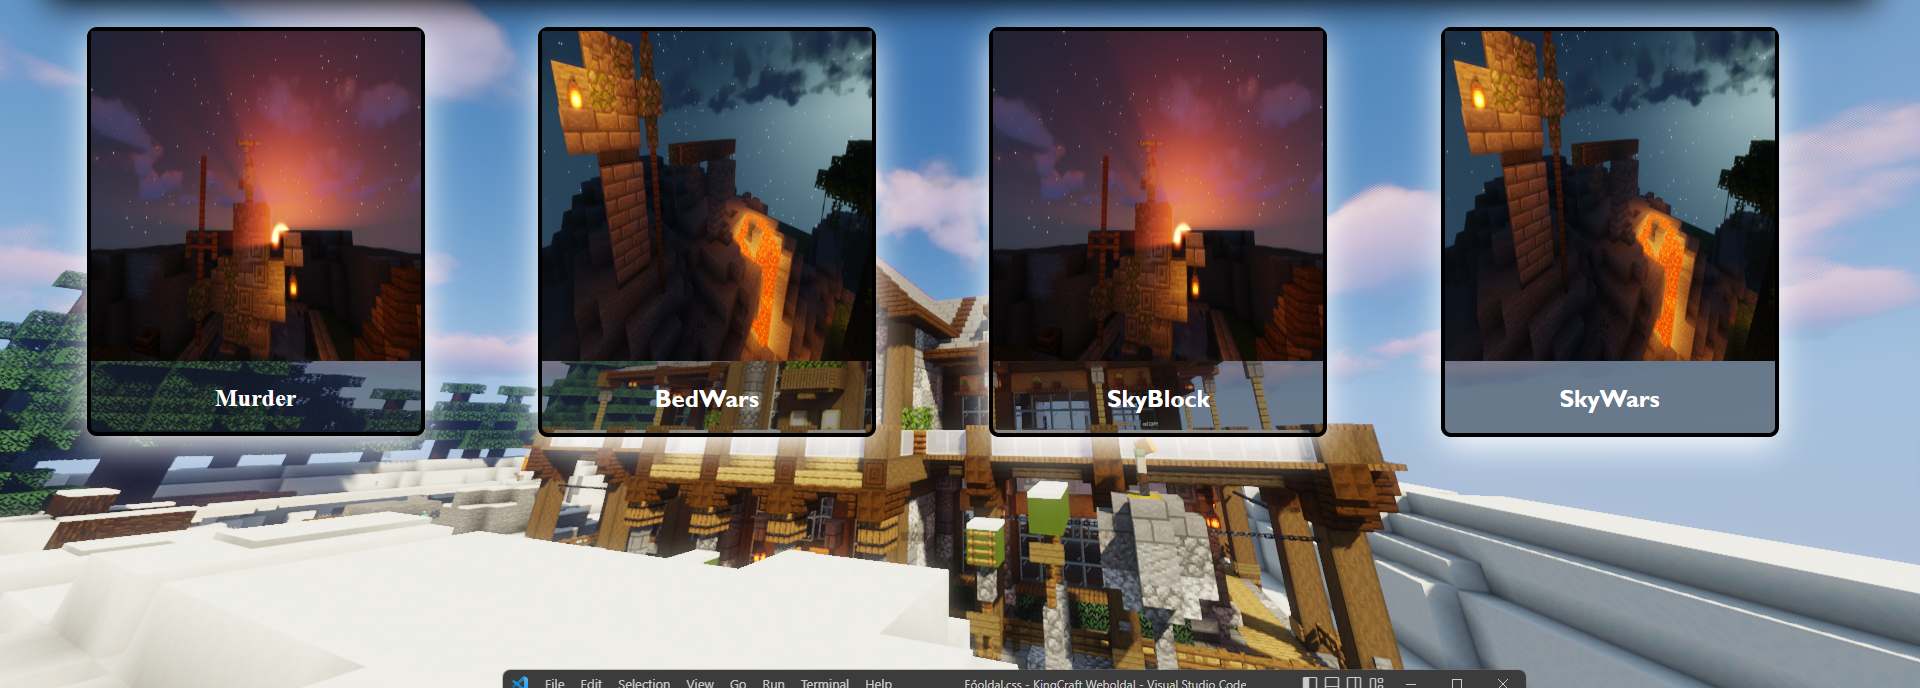 Murder
BedWars
SkyBlock
SkyWars
File Edit Selection View Go Run Terminal Help Főoldal.css - KingCraft Weboldal - Visual Studio Code